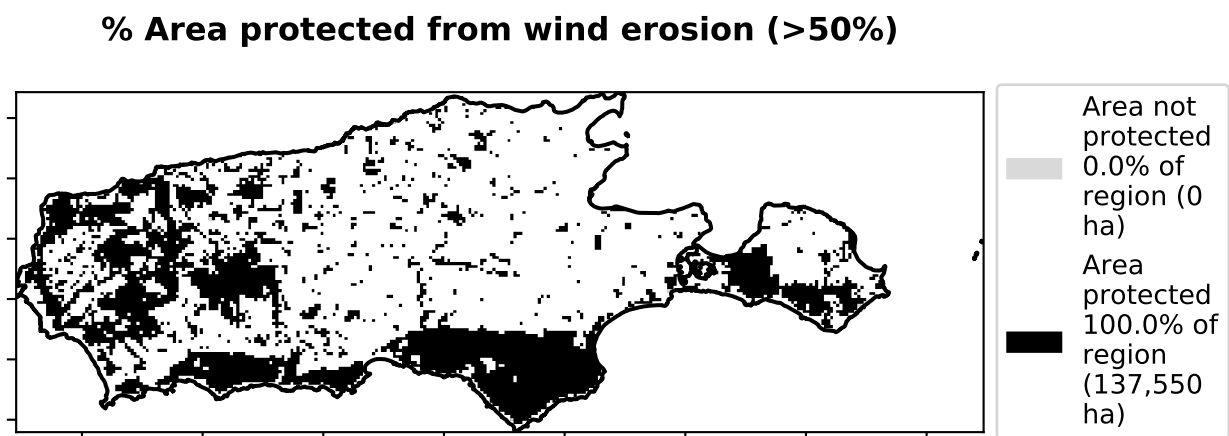 % Area protected from wind erosion (>50%)
Area not
protected
0.0% of
region (0
ha)
Area
protected
100.0% of
region
(137,550
ha)